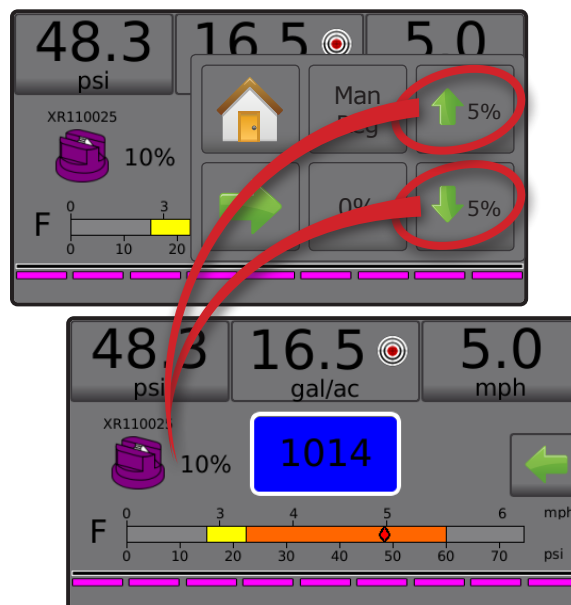 48.3 16.5 5.0
psi
XR110025
10%
Man
Reg
5%
0%
5%
F
0 3
0 10 20
48.3 16.5 5.0
psi gal/ac mph
XR110025
10%
1014
F
0 3 4 5 6 mph
0 10 20 30 40 50 60 70 psi